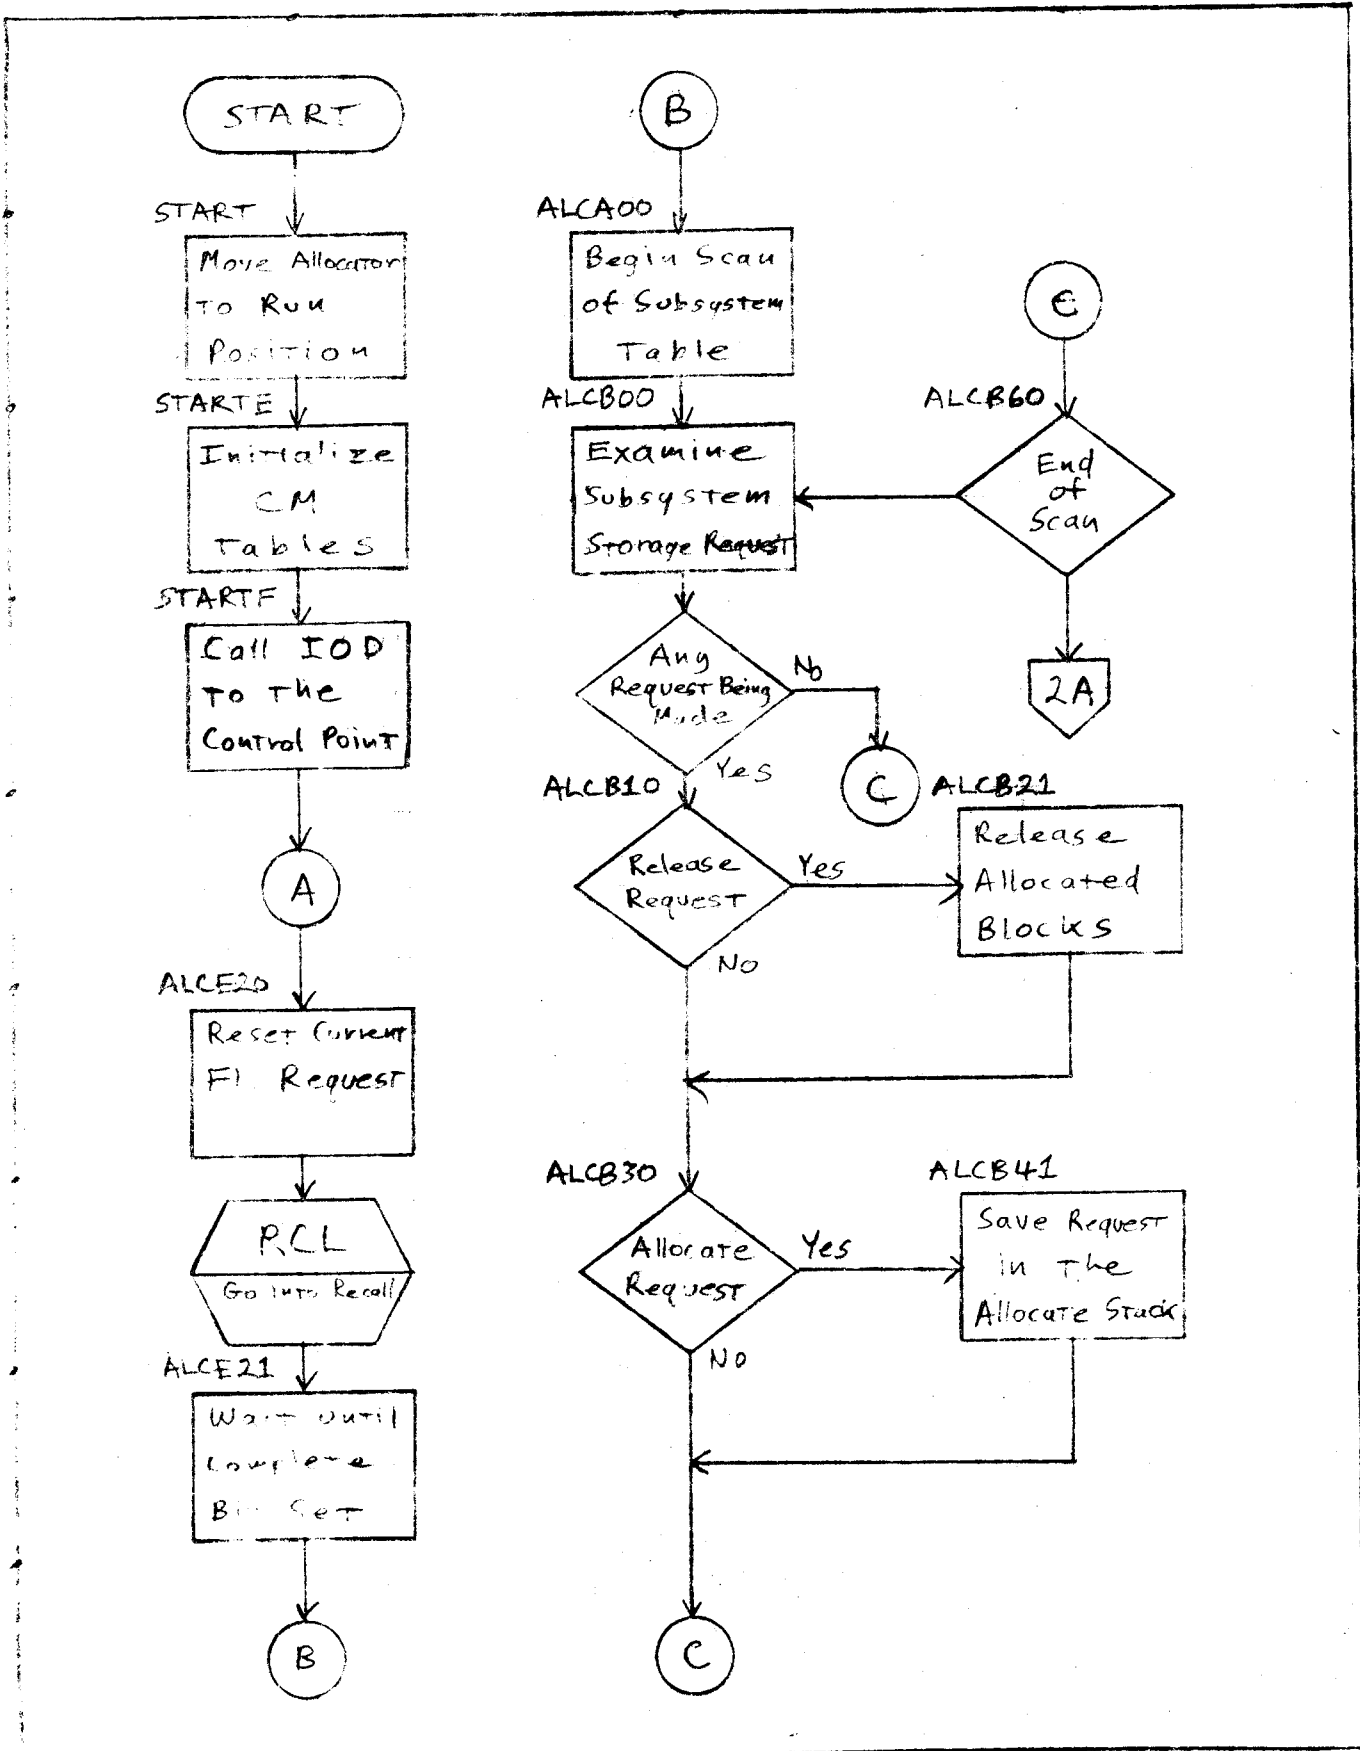 START
START
Move Allocator
To Run
Position
STARTE
Initialize
CM
Tables
STARTF
Call IOD
To The
Control Point
A
ALCE20
Reset Current
FL Request
RCL
Go Into Recall
ALCE21
Wait Until
Complete
Bit Set
B
B
ALCA00
Begin Scan
of Subsystem
Table
ALCB00
Examine
Subsystem
Storage Request
Any
Request Being
Made
No
Yes
C
ALCB10
Release
Request
Yes
No
ALCB21
Release
Allocated
Blocks
ALCB30
Allocate
Request
Yes
No
ALCB41
Save Request
in The
Allocate Stack
C
C
ALCB60
End
of
Scan
2A